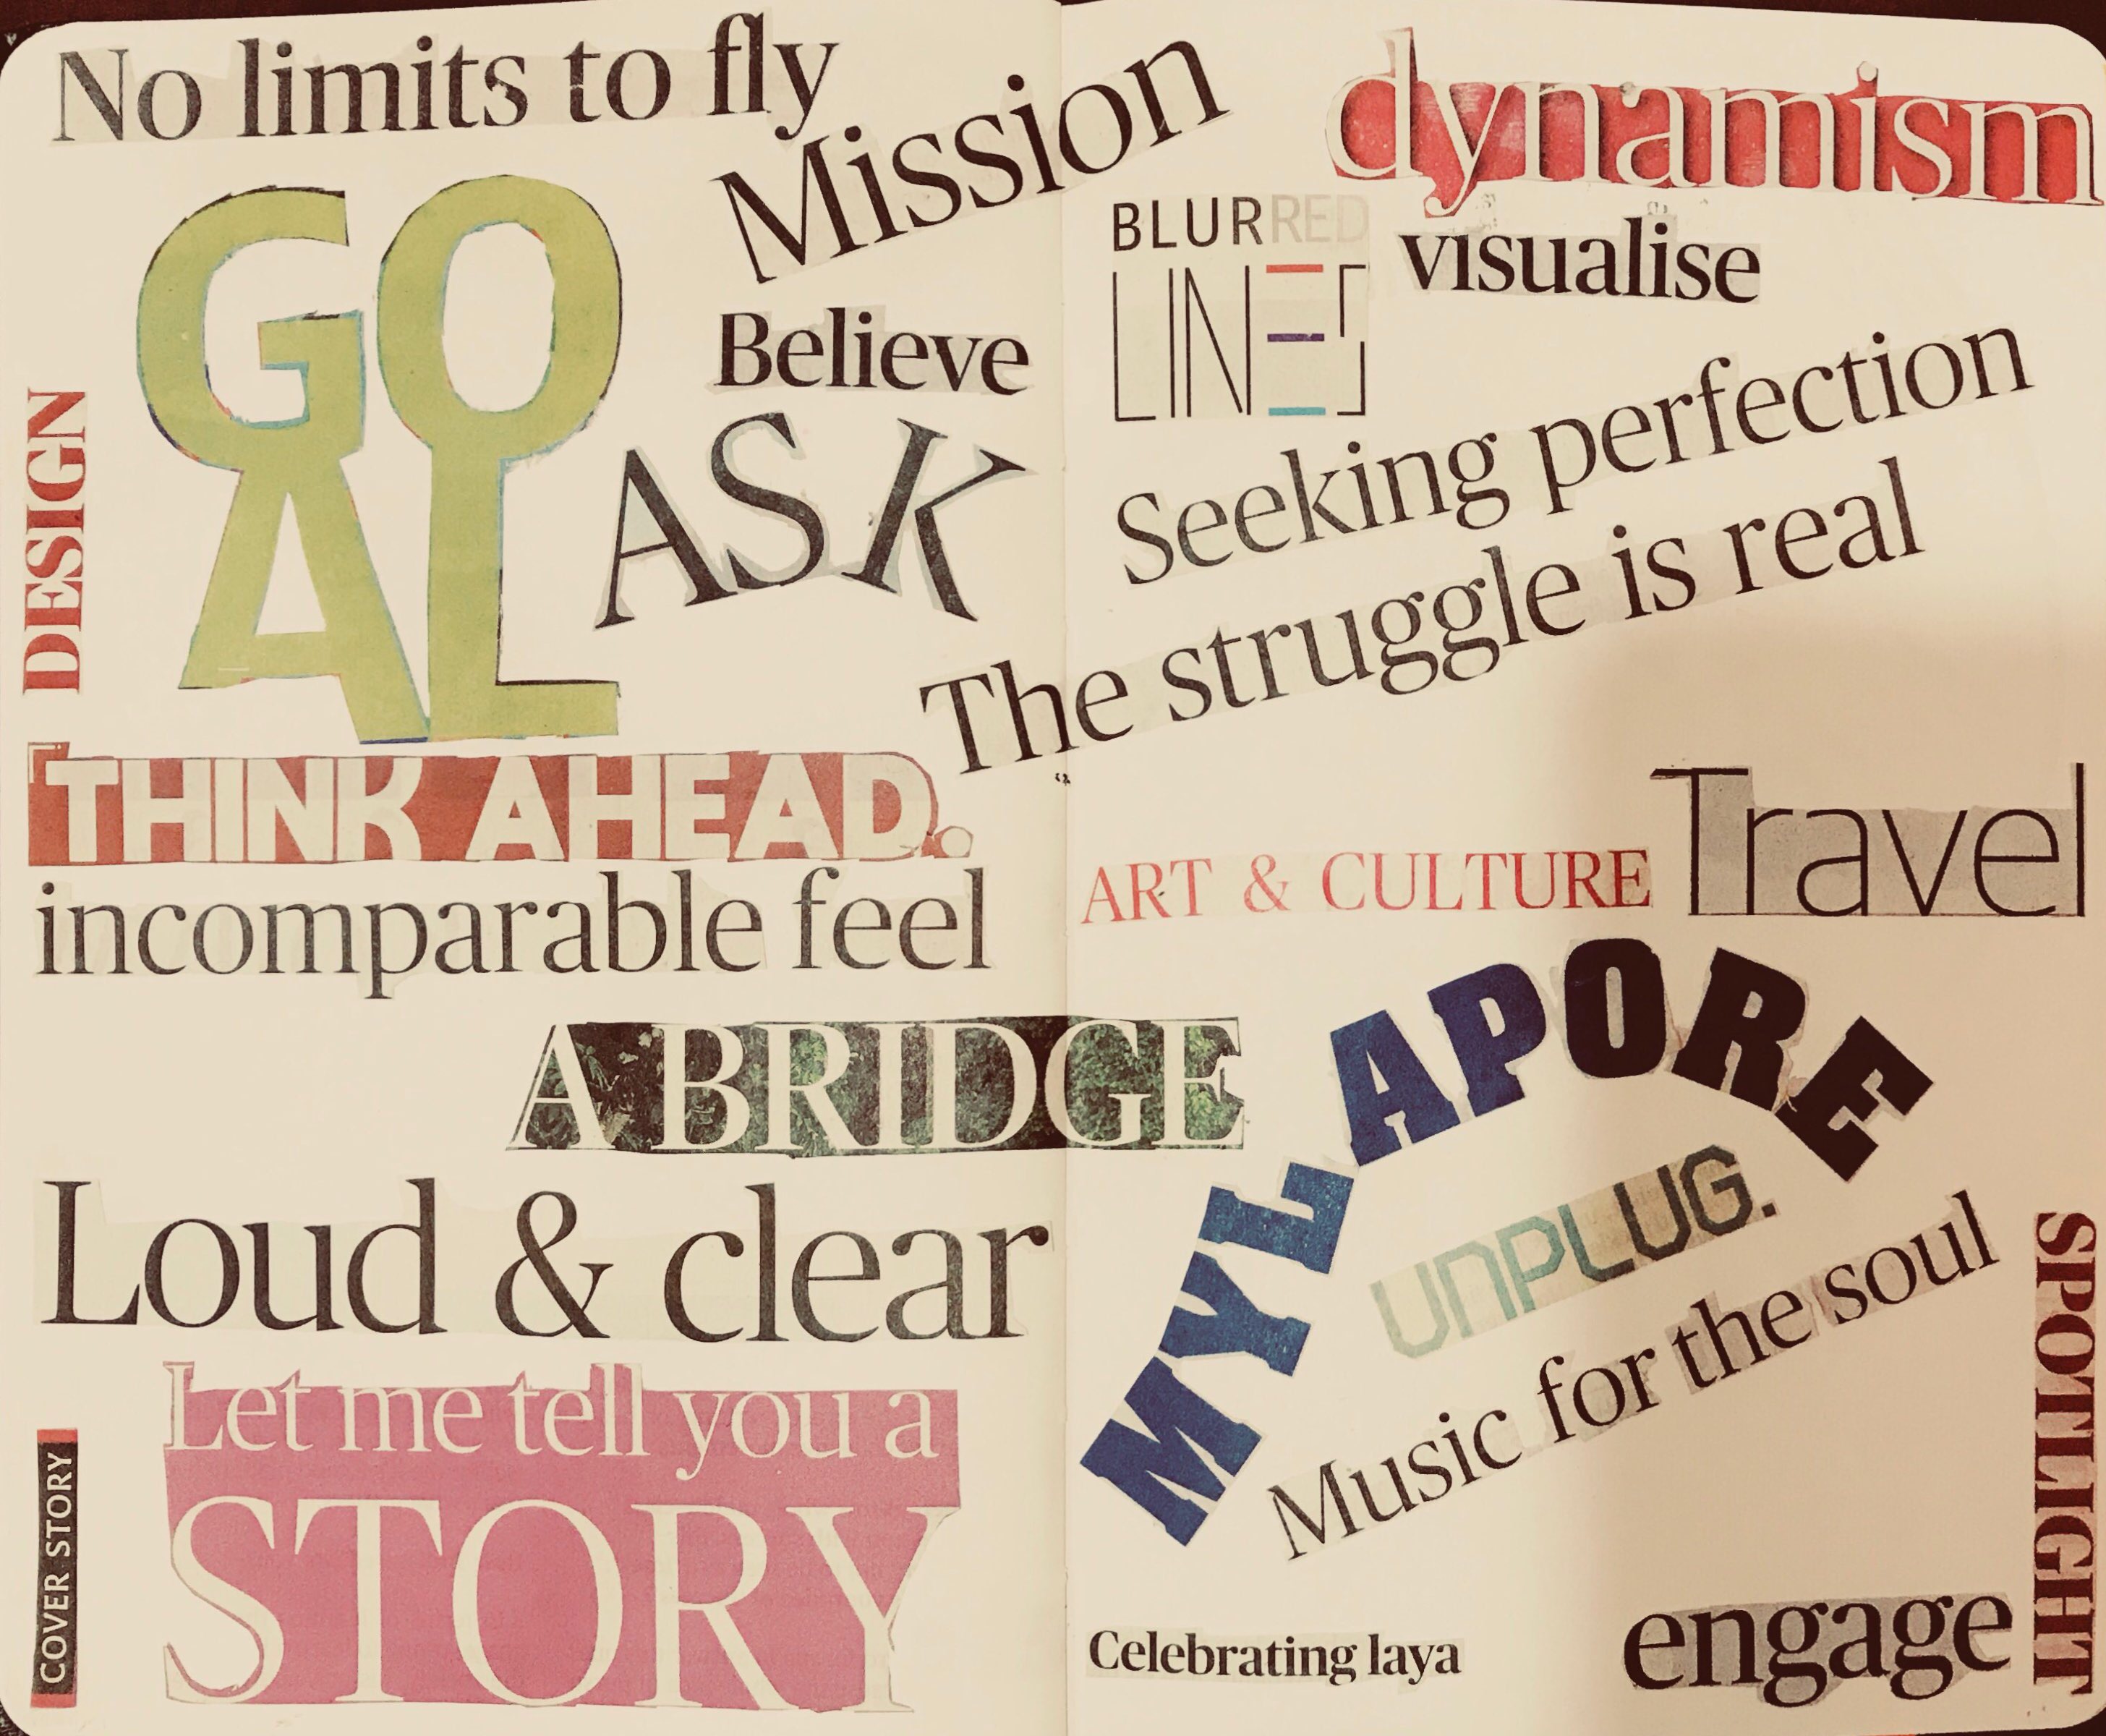 No limits to fly
Mission
GO
AL
Believe
ASK
DESIGN
THINK AHEAD.
incomparable feel
A BRIDGE
Loud & clear
Let me tell you a
STORY
COVER STORY
dynamism
BLURRED
LINES
visualise
Seeking perfection
The struggle is real
Travel
ART & CULTURE
MYLAPORE
UNPLUG.
Music for the soul
SPOTLIGHT
Celebrating laya
engage